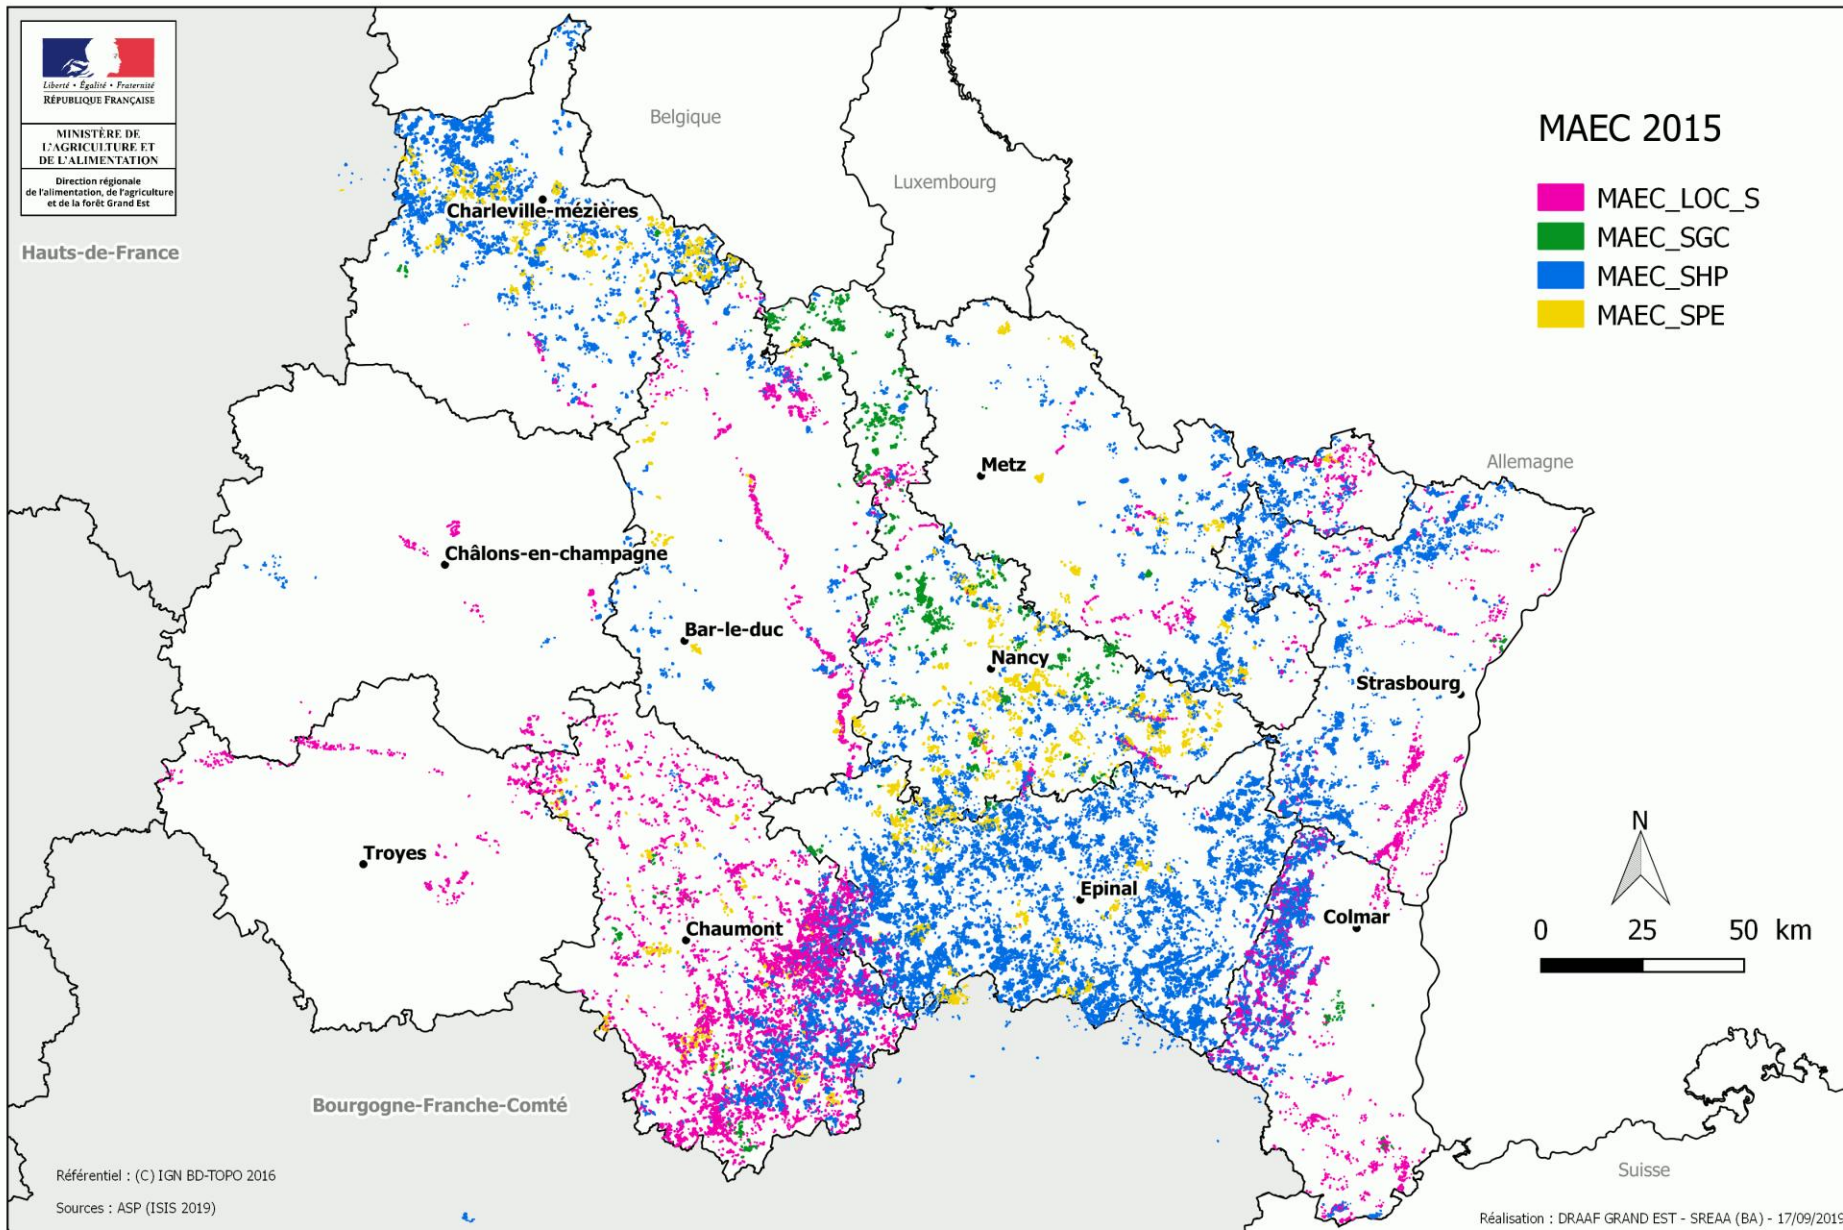 Liberté • Égalité • Fraternité
RÉPUBLIQUE FRANÇAISE
MINISTÈRE DE
L'AGRICULTURE ET
DE L'ALIMENTATION
Direction régionale
de l'alimentation, de l'agriculture
et de la forêt Grand Est
Hauts-de-France
Belgique
Luxembourg
Allemagne
Suisse
Bourgogne-Franche-Comté
Charleville-mézières
Metz
Châlons-en-champagne
Bar-le-duc
Nancy
Strasbourg
Troyes
Chaumont
Epinal
Colmar
MAEC 2015
MAEC_LOC_S
MAEC_SGC
MAEC_SHP
MAEC_SPE
N
0 25 50 km
Référentiel : (C) IGN BD-TOPO 2016
Sources : ASP (ISIS 2019)
Réalisation : DRAAF GRAND EST - SREAA (BA) - 17/09/2019